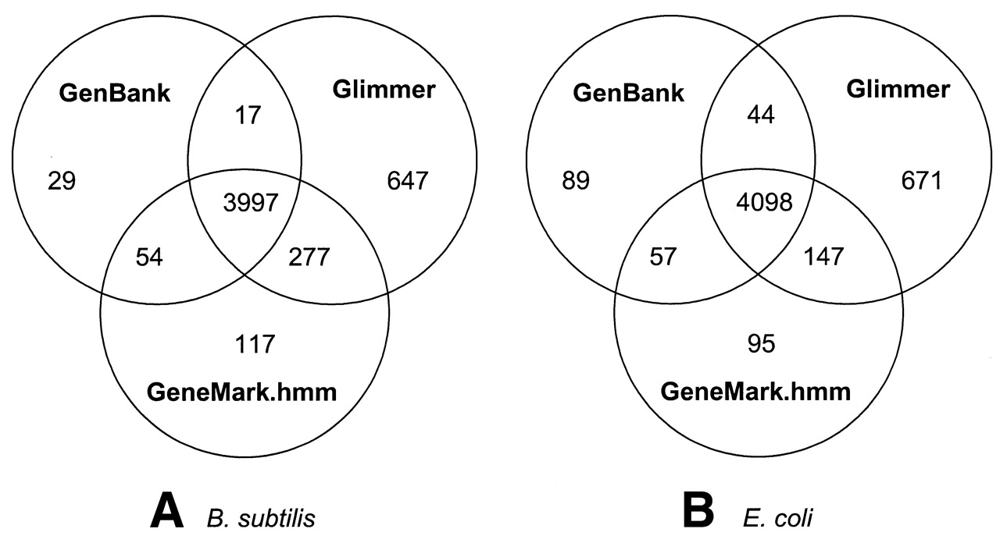 GenBank
Glimmer
17
29
647
3997
54
277
117
GeneMark.hmm
A B. subtilis
GenBank
Glimmer
44
89
671
4098
57
147
95
GeneMark.hmm
B E. coli